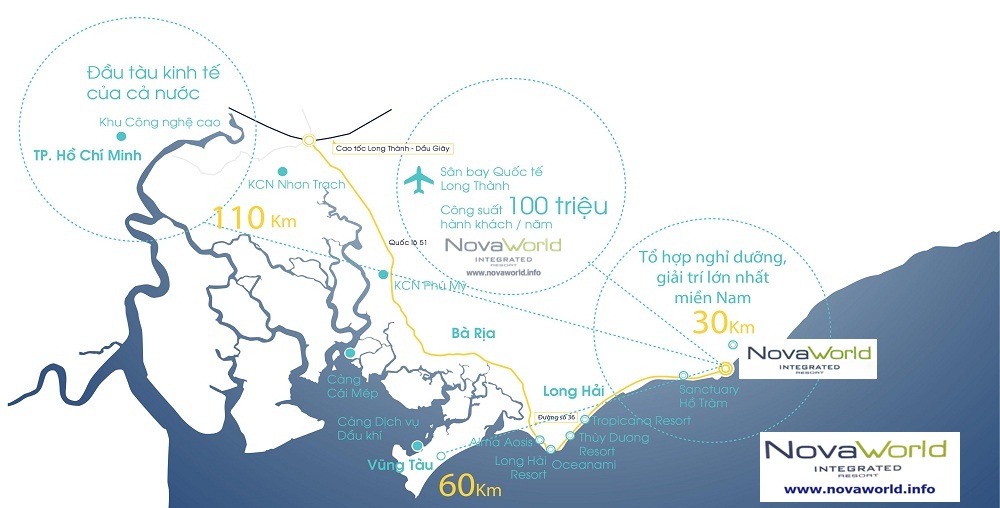 Đầu tàu kinh tế
của cả nước
Khu Công nghệ cao
TP. Hồ Chí Minh
Cao tốc Long Thành - Dầu Giây
KCN Nhơn Trạch
110 Km
Quốc lộ 51
Sân bay Quốc tế
Long Thành
Công suất 100 triệu
hành khách / năm
NovaWorld
INTEGRATED
RESORT
www.novaworld.info
KCN Phú Mỹ
Tổ hợp nghỉ dưỡng,
giải trí lớn nhất
miền Nam
30Km
NovaWorld
INTEGRATED
RESORT
Bà Rịa
Cảng
Cái Mép
Long Hải
Sanctuary
Hồ Tràm
Đường số 36
Cảng Dịch vụ
Dầu khí
Tropicana Resort
Alma Aosis
Thùy Dương
Resort
Long Hải
Resort
Oceanami
Vũng Tàu
60Km
NovaWorld
INTEGRATED
RESORT
www.novaworld.info